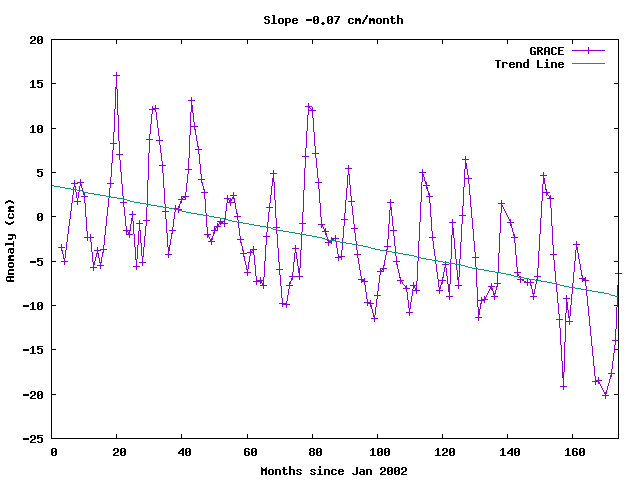 Slope -0.07 cm/month
20
15
10
5
0
-5
-10
-15
-20
-25
Anomaly (cm)
GRACE
Trend Line
0 20 40 60 80 100 120 140 160
Months since Jan 2002